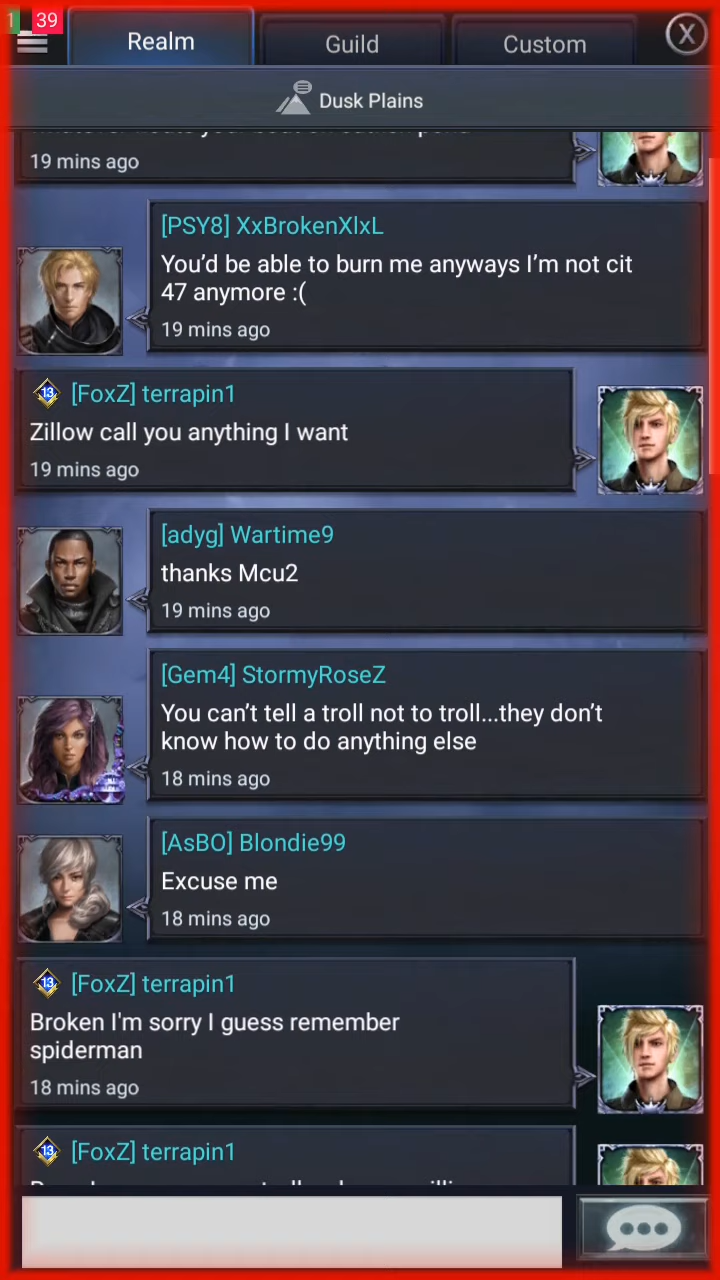 1
39
Realm
Guild
Custom
X
Dusk Plains
19 mins ago
[PSY8] XxBrokenXlxL
You’d be able to burn me anyways I’m not cit
47 anymore :(
19 mins ago
13 [FoxZ] terrapin1
Zillow call you anything I want
19 mins ago
[adyg] Wartime9
thanks Mcu2
19 mins ago
[Gem4] StormyRoseZ
You can’t tell a troll not to troll...they don’t
know how to do anything else
18 mins ago
[AsBO] Blondie99
Excuse me
18 mins ago
13 [FoxZ] terrapin1
Broken I'm sorry I guess remember
spiderman
18 mins ago
13 [FoxZ] terrapin1